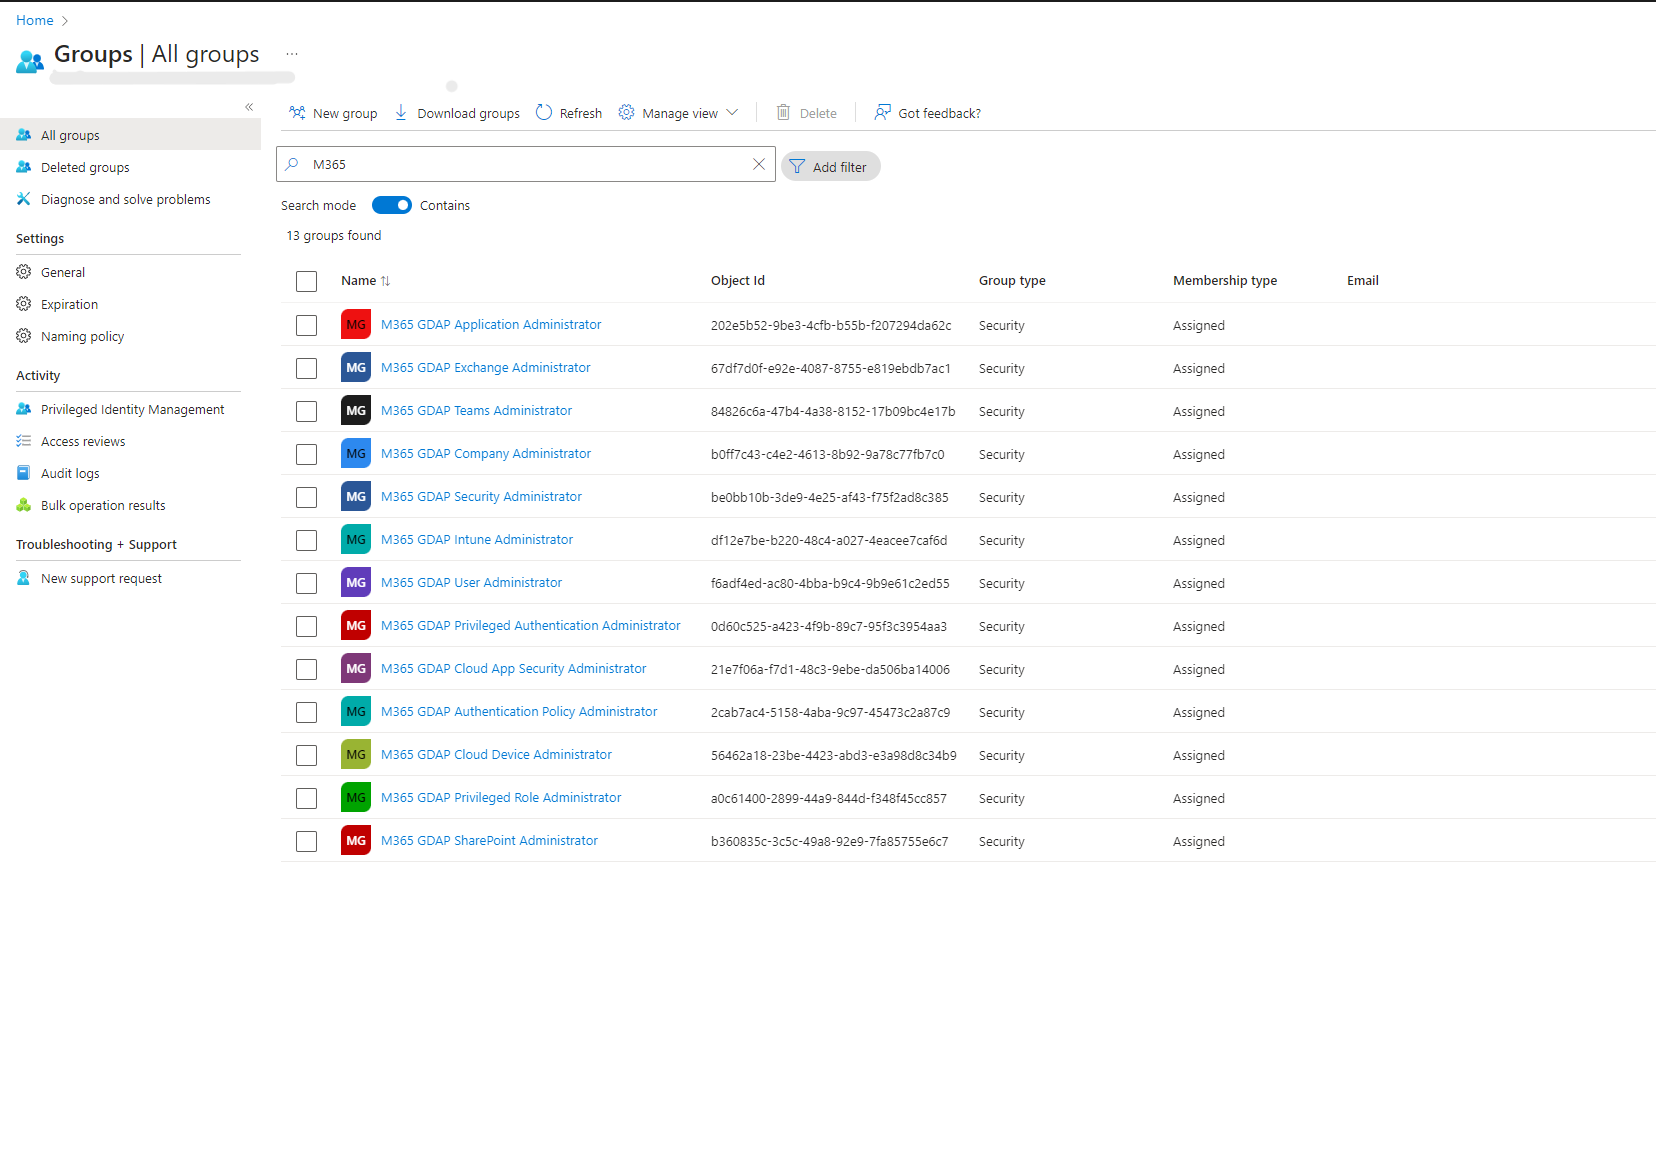 Home >
Groups | All groups ...
«
All groups
Deleted groups
Diagnose and solve problems
Settings
General
Expiration
Naming policy
Activity
Privileged Identity Management
Access reviews
Audit logs
Bulk operation results
Troubleshooting + Support
New support request
New group Download groups Refresh Manage view Delete Got feedback?
M365 Add filter
Search mode Contains
13 groups found
Name Object Id Group type Membership type Email
MG M365 GDAP Application Administrator 202e5b52-9be3-4cfb-b55b-f207294da62c Security Assigned
MG M365 GDAP Exchange Administrator 67df7d0f-e92e-4087-8755-e819ebdb7ac1 Security Assigned
MG M365 GDAP Teams Administrator 84826c6a-47b4-4a38-8152-17b09bc4e17b Security Assigned
MG M365 GDAP Company Administrator b0ff7c43-c4e2-4613-8b92-9a78c77fb7c0 Security Assigned
MG M365 GDAP Security Administrator be0bb10b-3de9-4e25-af43-f75f2ad8c385 Security Assigned
MG M365 GDAP Intune Administrator df12e7be-b220-48c4-a027-4eacee7caf6d Security Assigned
MG M365 GDAP User Administrator f6adf4ed-ac80-4bba-b9c4-9b9e61c2ed55 Security Assigned
MG M365 GDAP Privileged Authentication Administrator 0d60c525-a423-4f9b-89c7-95f3c3954aa3 Security Assigned
MG M365 GDAP Cloud App Security Administrator 21e7f06a-f7d1-48c3-9ebe-da506ba14006 Security Assigned
MG M365 GDAP Authentication Policy Administrator 2cab7ac4-5158-4aba-9c97-45473c2a87c9 Security Assigned
MG M365 GDAP Cloud Device Administrator 56462a18-23be-4423-abd3-e3a98d8c34b9 Security Assigned
MG M365 GDAP Privileged Role Administrator a0c61400-2899-44a9-844d-f348f45cc857 Security Assigned
MG M365 GDAP SharePoint Administrator b360835c-3c5c-49a8-92e9-7fa85755e6c7 Security Assigned